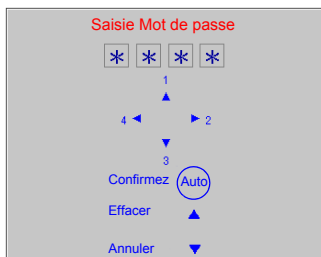 Saisie Mot de passe
* * * *
1
4 2
3
Confirmez Auto
Effacer
Annuler